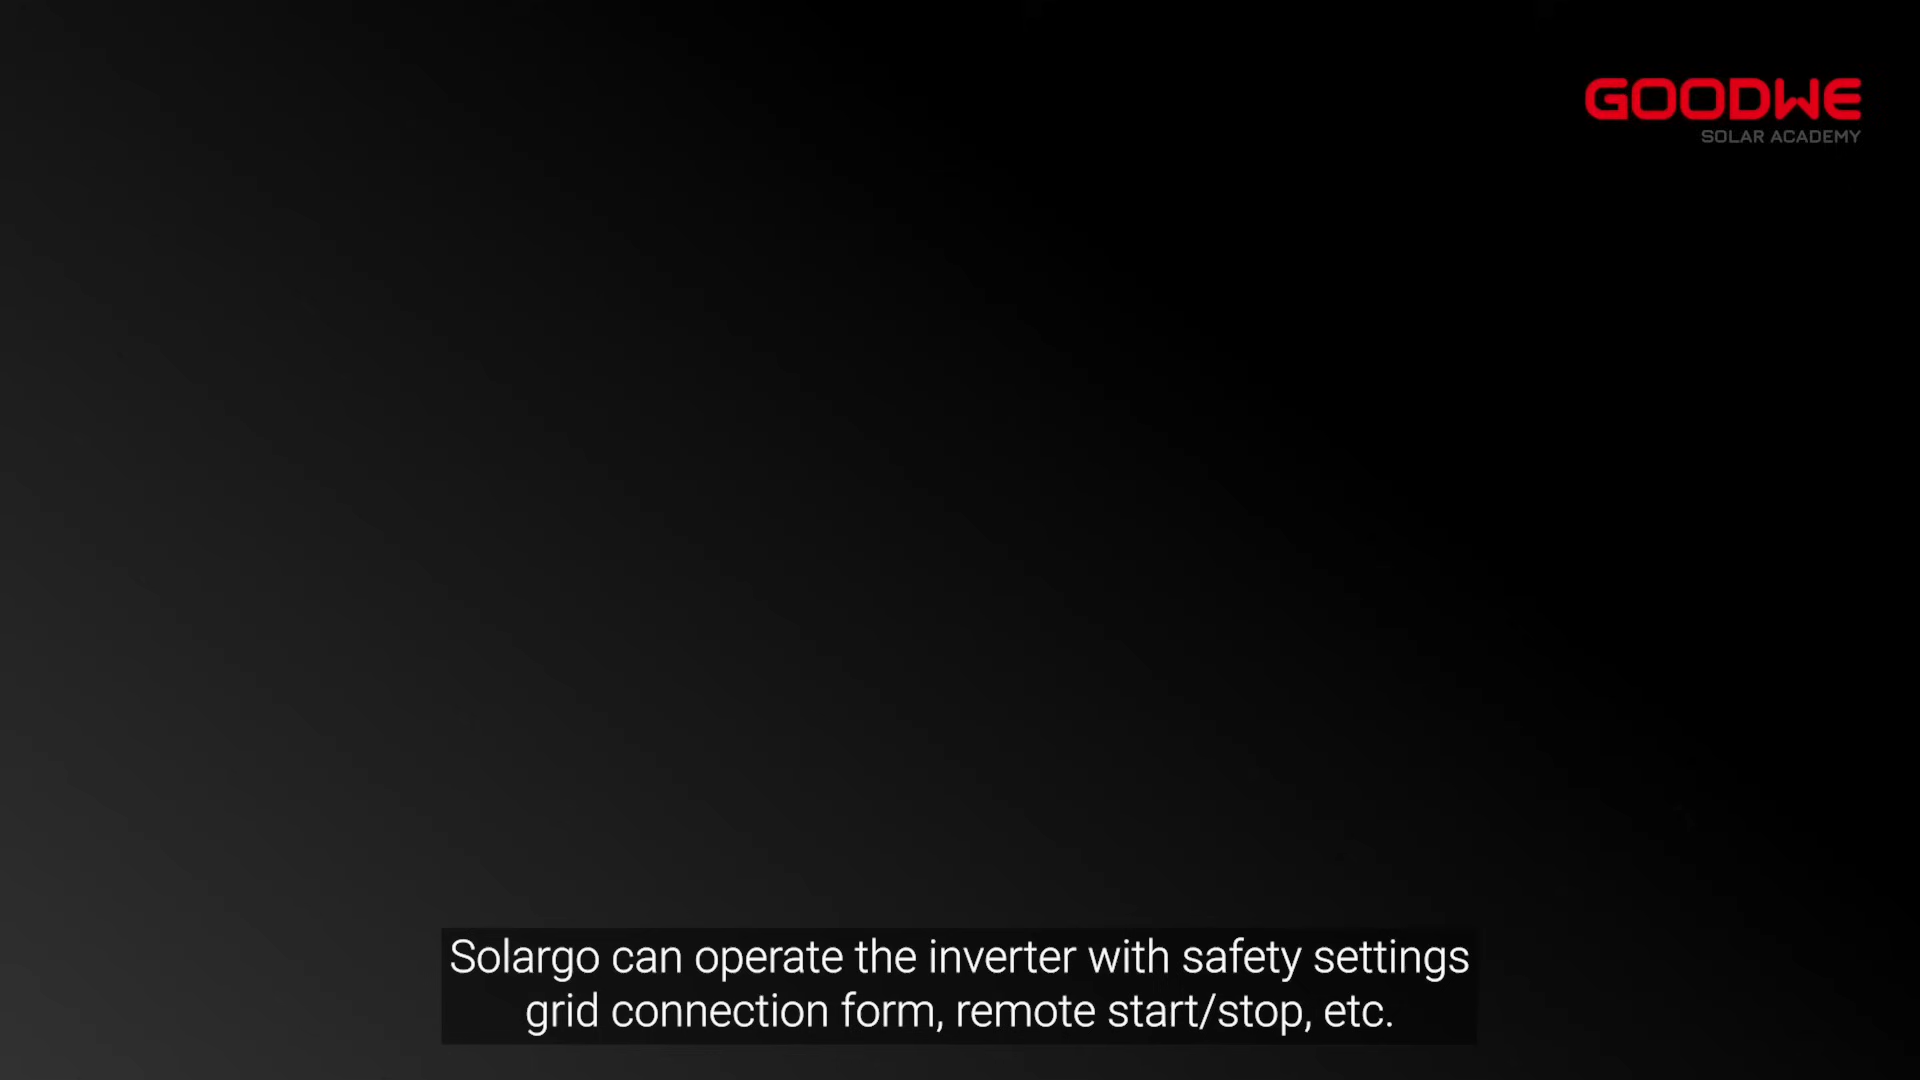 GOODWE
SOLAR ACADEMY
Solargo can operate the inverter with safety settings
grid connection form, remote start/stop, etc.